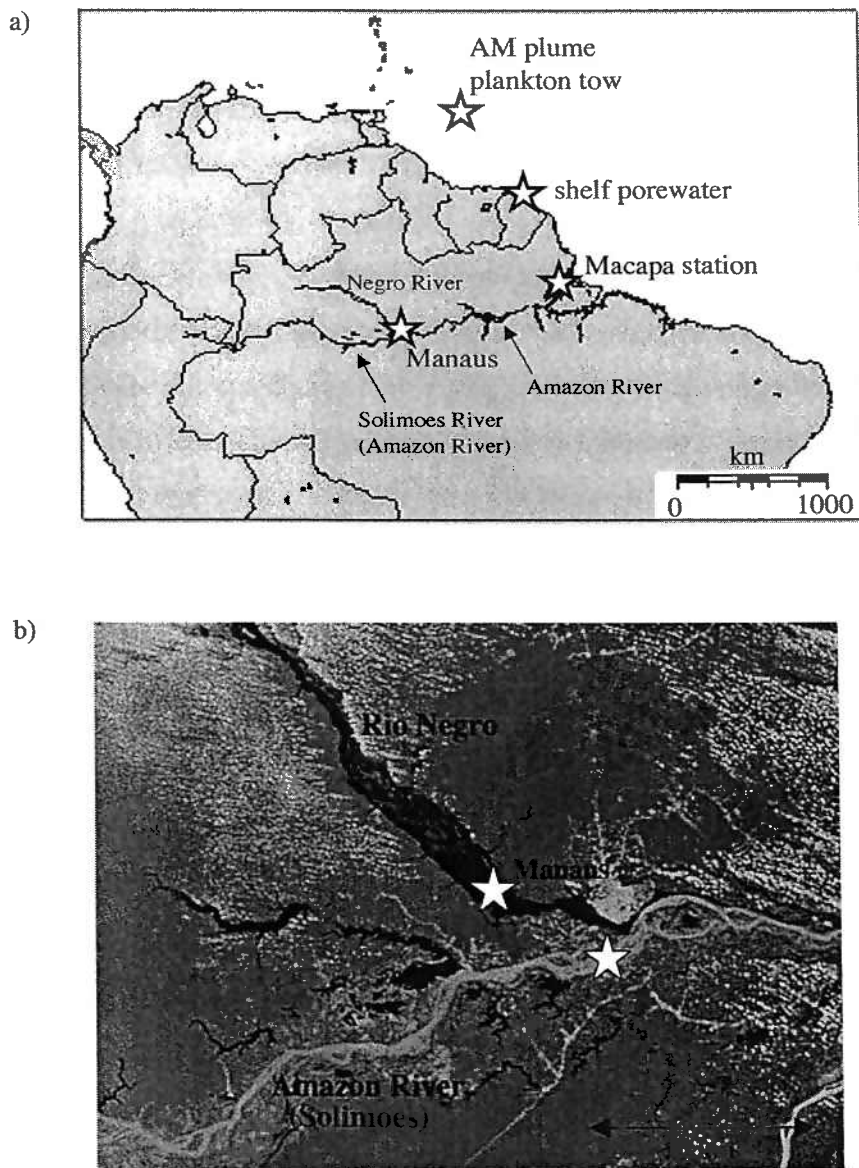 a)
AM plume
plankton tow
shelf porewater
Macapa station
Negro River
Manaus
Amazon River
Solimoes River
(Amazon River)
km
0 1000
b)
Rio Negro
Manaus
Amazon River
(Solimoes)